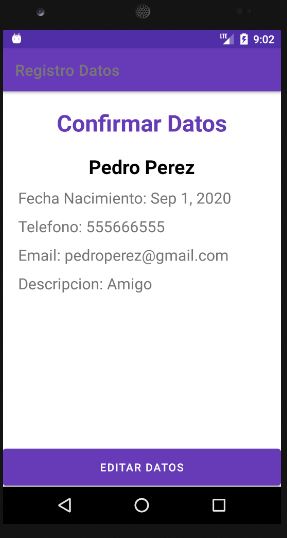 LTE 9:02
Registro Datos
Confirmar Datos
Pedro Perez
Fecha Nacimiento: Sep 1, 2020
Telefono: 555666555
Email: pedroperez@gmail.com
Descripcion: Amigo
EDITAR DATOS